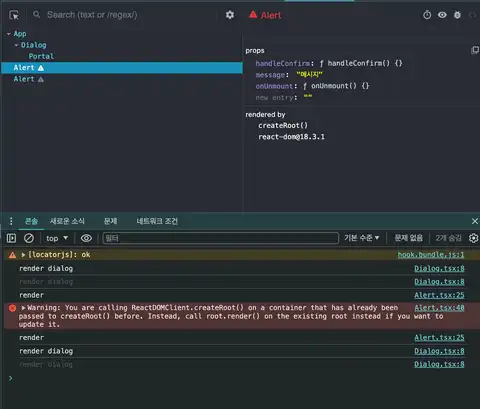 Search (text or /regex/)
Alert
App
Dialog
Portal
Alert
Alert
props
handleConfirm: ƒ handleConfirm() {}
message: "메시지"
onUnmount: ƒ onUnmount() {}
new entry: ""
rendered by
createRoot()
react-dom@18.3.1
콘솔 새로운 소식 문제 네트워크 조건
top 필터 기본 수준 문제 없음 2개 숨김
[locatorjs]: ok hook.bundle.js:1
render dialog Dialog.tsx:8
render dialog Dialog.tsx:8
render Alert.tsx:25
Warning: You are calling ReactDOMClient.createRoot() on a container that has already been Alert.tsx:40
passed to createRoot() before. Instead, call root.render() on the existing root instead if you want to
update it.
render Alert.tsx:25
render dialog Dialog.tsx:8
render dialog Dialog.tsx:8